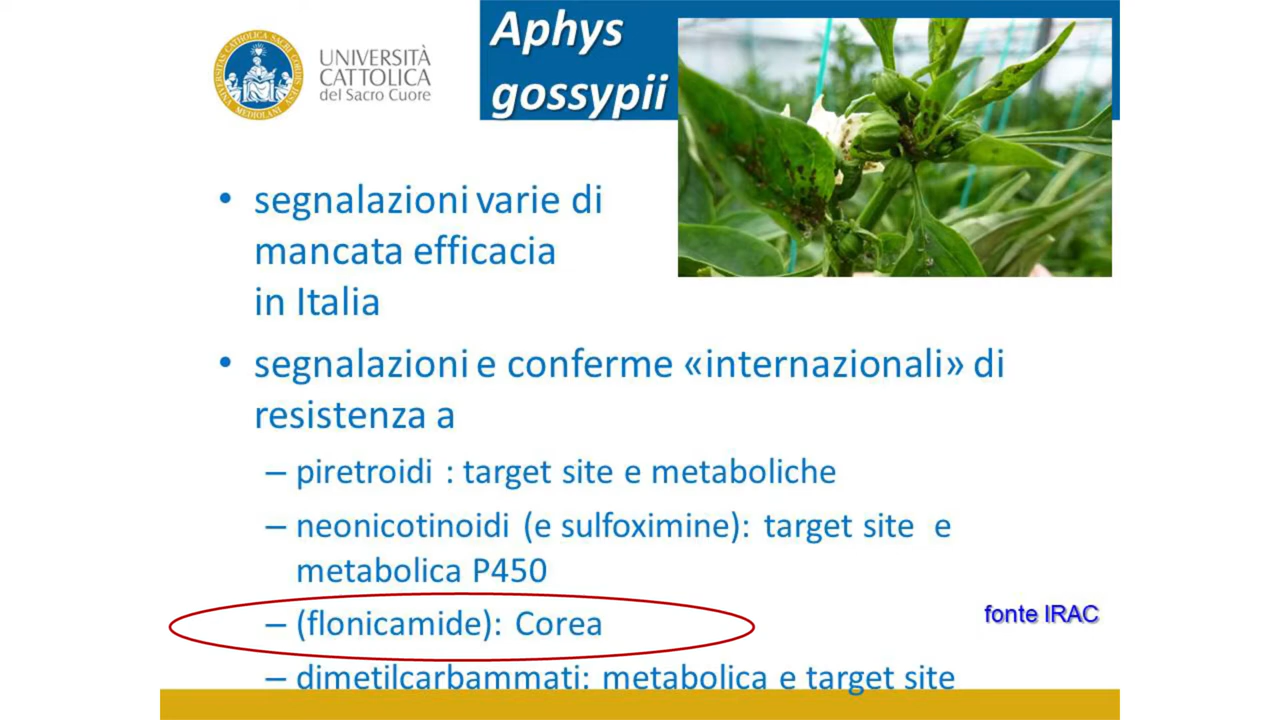 UNIVERSITÀ
CATTOLICA
del Sacro Cuore
Aphys
gossypii
• segnalazioni varie di
mancata efficacia
in Italia
• segnalazioni e conferme «internazionali» di
resistenza a
– piretroidi : target site e metaboliche
– neonicotinoidi (e sulfoximine): target site e
metabolica P450
– (flonicamide): Corea
fonte IRAC
– dimetilcarbammati: metabolica e target site